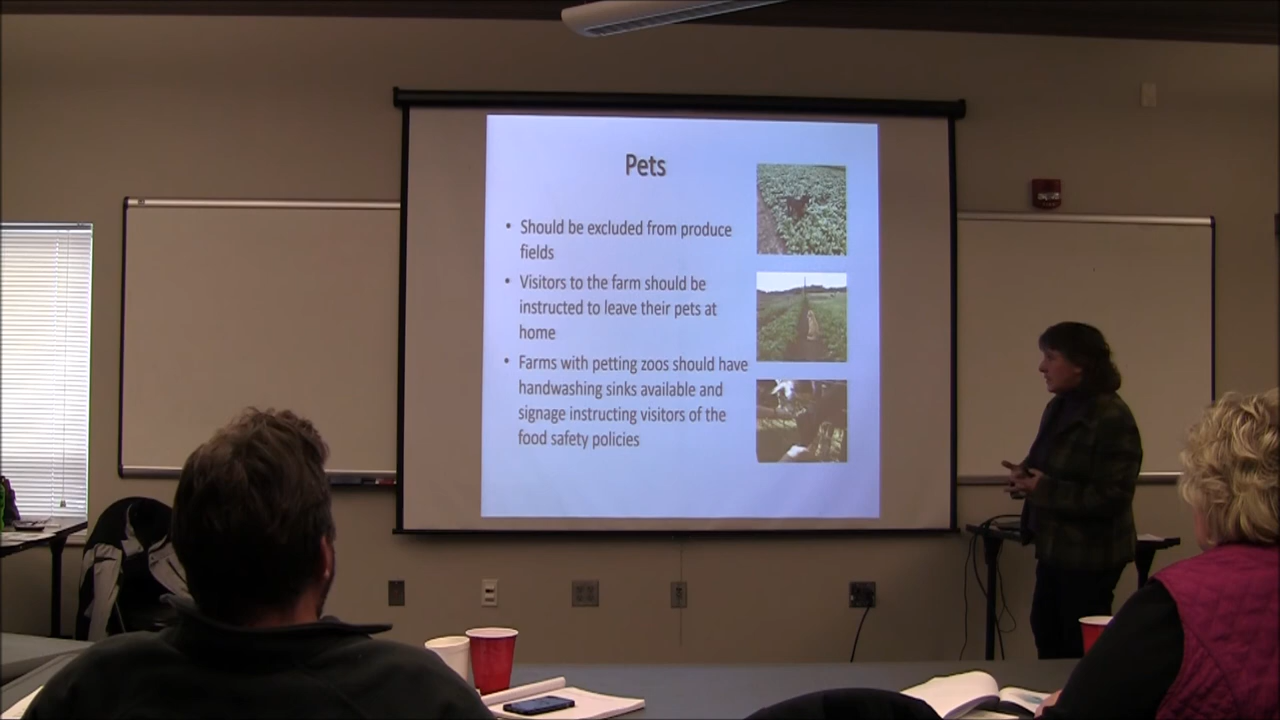 Pets
• Should be excluded from produce
fields
• Visitors to the farm should be
instructed to leave their pets at
home
• Farms with petting zoos should have
handwashing sinks available and
signage instructing visitors of the
food safety policies